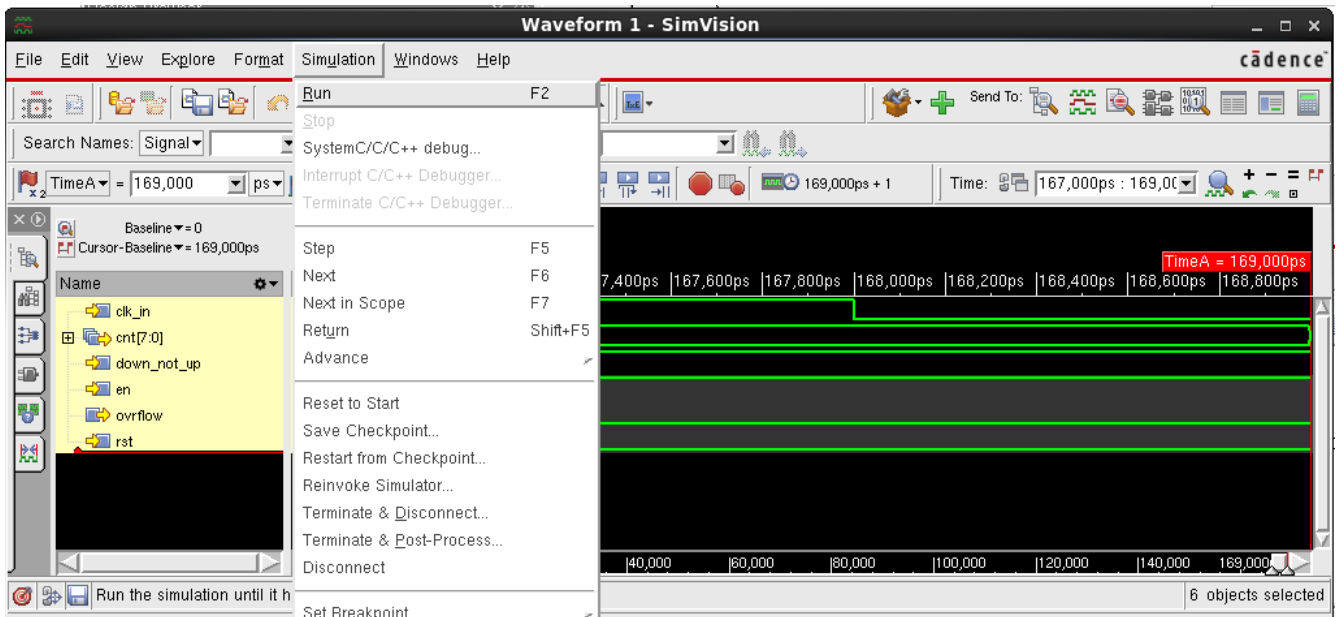 Waveform 1 - SimVision
File Edit View Explore Format Simulation Windows Help
cādence
Send To:
Search Names: Signal
TimeA = 169,000 ps
169,000ps + 1
Time: 167,000ps : 169,00
Baseline = 0
Cursor-Baseline = 169,000ps
Name
clk_in
cnt[7:0]
down_not_up
en
ovrflow
rst
Run F2
Stop
SystemC/C/C++ debug...
Interrupt C/C++ Debugger...
Terminate C/C++ Debugger...
Step F5
Next F6
Next in Scope F7
Return Shift+F5
Advance
Reset to Start
Save Checkpoint...
Restart from Checkpoint...
Reinvoke Simulator...
Terminate & Disconnect...
Terminate & Post-Process...
Disconnect
Set Breakpoint
TimeA = 169,000ps
7,400ps 167,600ps 167,800ps 168,000ps 168,200ps 168,400ps 168,600ps 168,800ps
40,000 60,000 80,000 100,000 120,000 140,000 169,000
Run the simulation until it h
6 objects selected